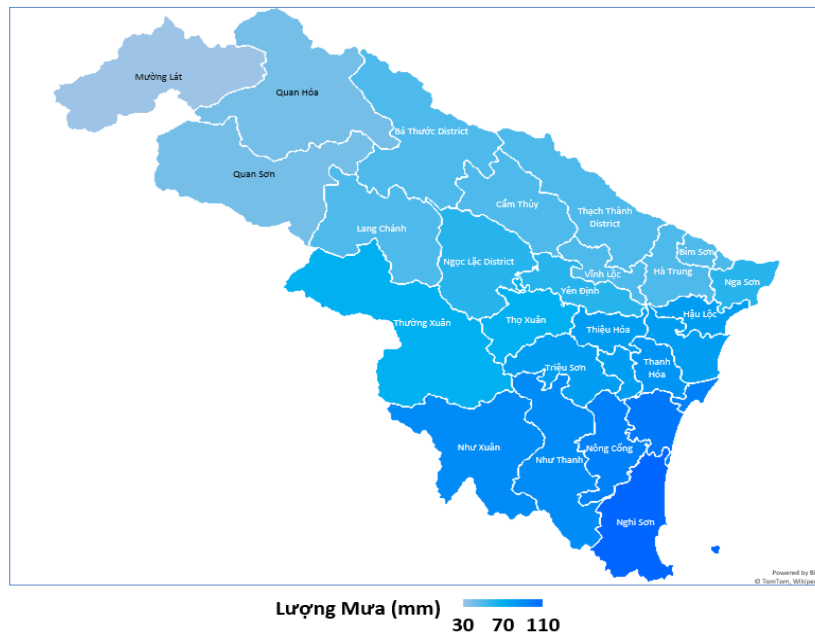 Mường Lát
Quan Hóa
Bá Thước District
Quan Sơn
Cẩm Thủy
Thạch Thành
District
Lang Chánh
Bỉm Sơn
Ngọc Lặc District
Vĩnh Lộc
Hà Trung
Nga Sơn
Yên Định
Hậu Lộc
Thường Xuân
Thọ Xuân
Thiệu Hóa
Triệu Sơn
Thanh
Hóa
Như Xuân
Như Thanh
Nông Cống
Nghi Sơn
Powered by Bi
© TomTom, Wikipe
Lượng Mưa (mm)
30 70 110